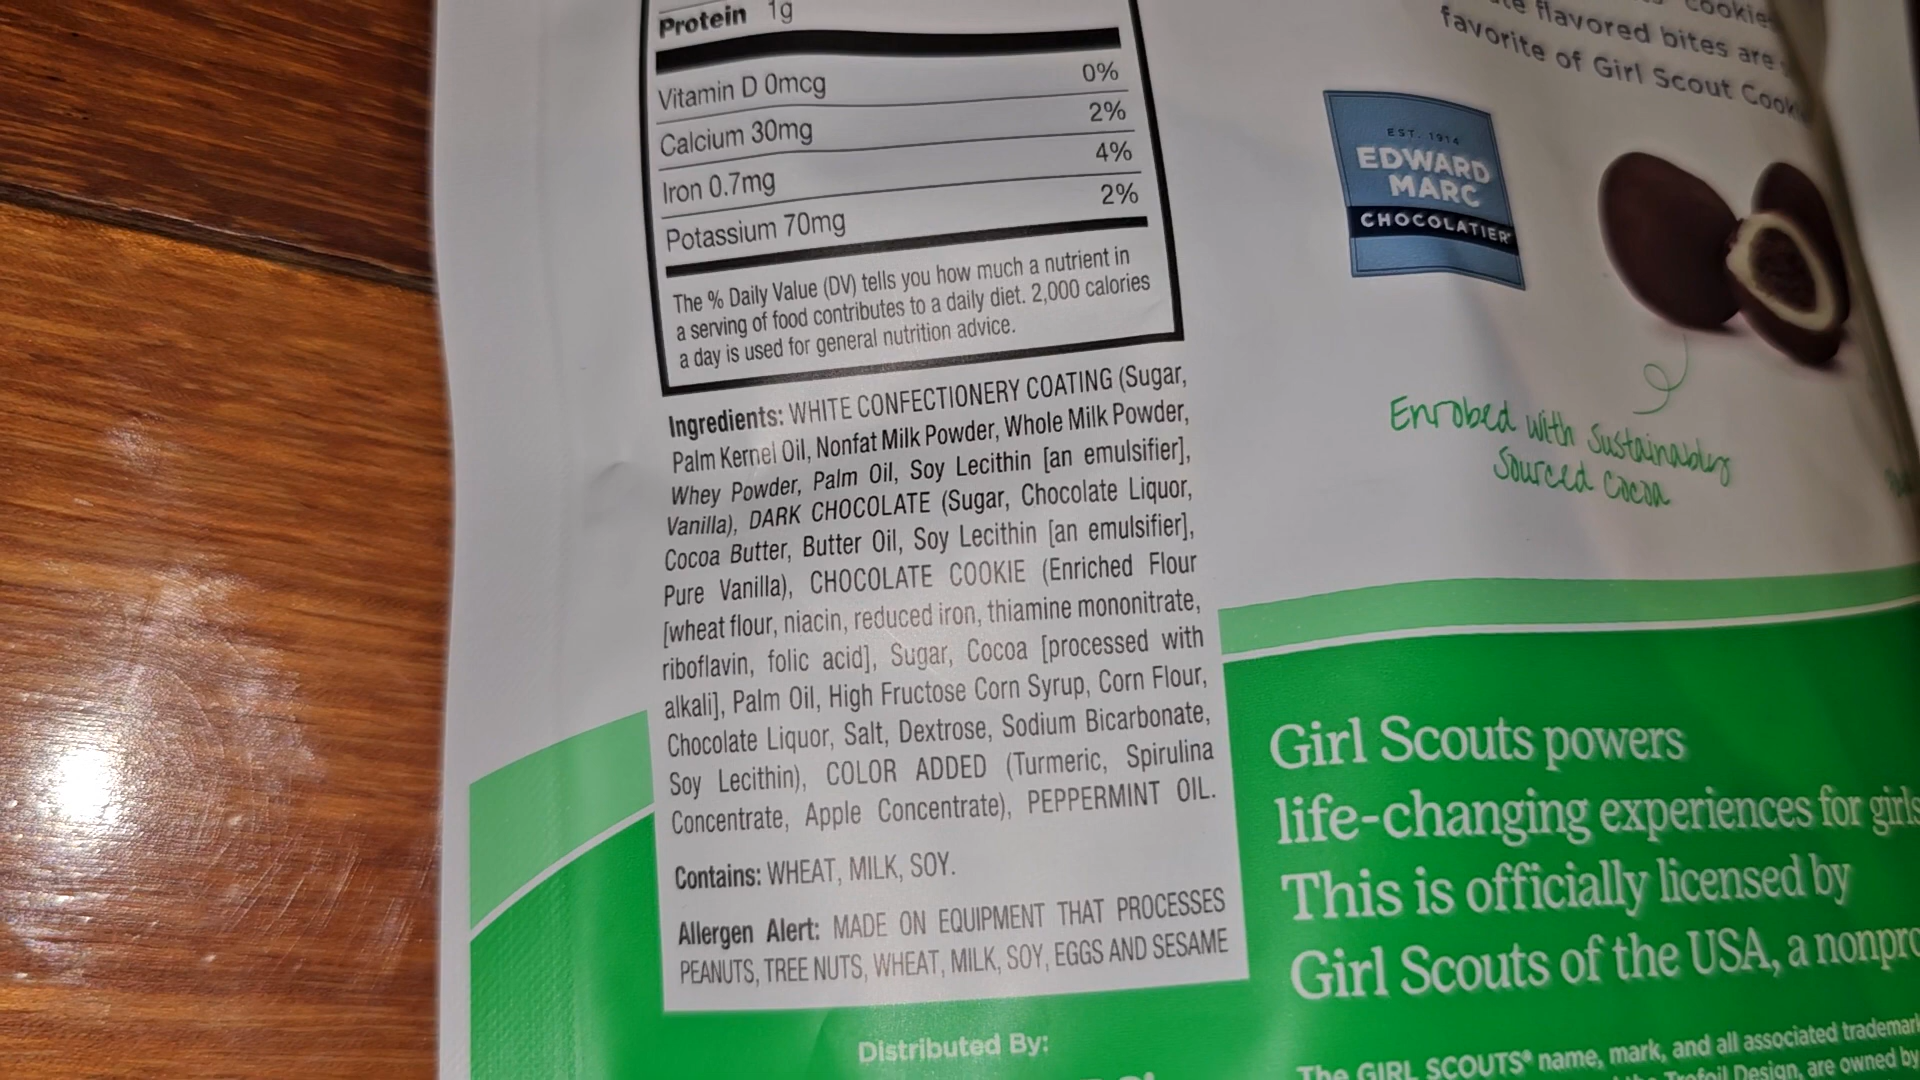 Protein 1g
Vitamin D 0mcg 0%
Calcium 30mg 2%
Iron 0.7mg 4%
Potassium 70mg 2%
The % Daily Value (DV) tells you how much a nutrient in
a serving of food contributes to a daily diet. 2,000 calories
a day is used for general nutrition advice.
Ingredients: WHITE CONFECTIONERY COATING (Sugar,
Palm Kernel Oil, Nonfat Milk Powder, Whole Milk Powder,
Whey Powder, Palm Oil, Soy Lecithin [an emulsifier],
Vanilla), DARK CHOCOLATE (Sugar, Chocolate Liquor,
Cocoa Butter, Butter Oil, Soy Lecithin [an emulsifier],
Pure Vanilla), CHOCOLATE COOKIE (Enriched Flour
[wheat flour, niacin, reduced iron, thiamine mononitrate,
riboflavin, folic acid], Sugar, Cocoa [processed with
alkali], Palm Oil, High Fructose Corn Syrup, Corn Flour,
Chocolate Liquor, Salt, Dextrose, Sodium Bicarbonate,
Soy Lecithin), COLOR ADDED (Turmeric, Spirulina
Concentrate, Apple Concentrate), PEPPERMINT OIL.
Contains: WHEAT, MILK, SOY.
Allergen Alert: MADE ON EQUIPMENT THAT PROCESSES
PEANUTS, TREE NUTS, WHEAT, MILK, SOY, EGGS AND SESAME
Distributed By:
flavored bites are
favorite of Girl Scout
EST. 1914
EDWARD
MARC
CHOCOLATIER
Enrobed with Sustainably
Sourced Cocoa
Girl Scouts powers
life-changing experiences for girls
This is officially licensed by
Girl Scouts of the USA, a
The GIRL SCOUTS® name, mark, and all associated
Trefoil Design, are owned by